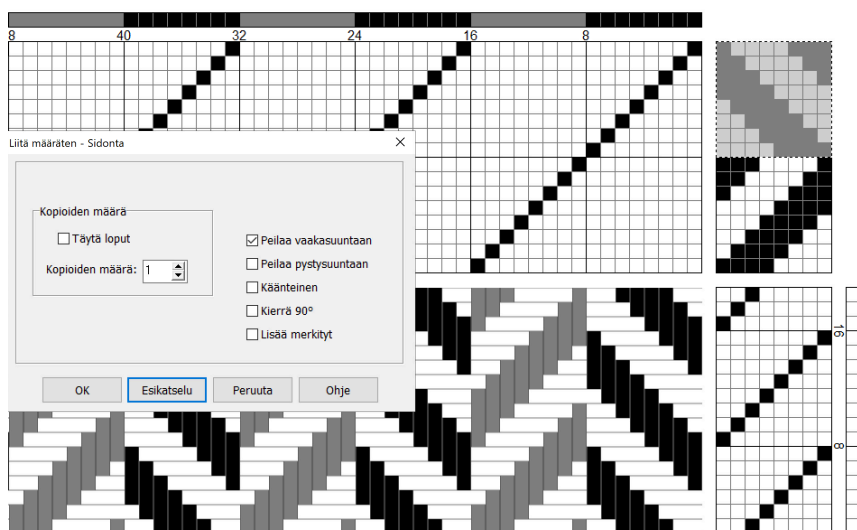 8 40 32 24 16 8
Liitä määräten - Sidonta
Kopioiden määrä
Täytä loput
Kopioiden määrä: 1
Peilaa vaakasuuntaan
Peilaa pystysuuntaan
Käänteinen
Kierrä 90º
Lisää merkityt
OK Esikatselu Peruuta Ohje
16
8